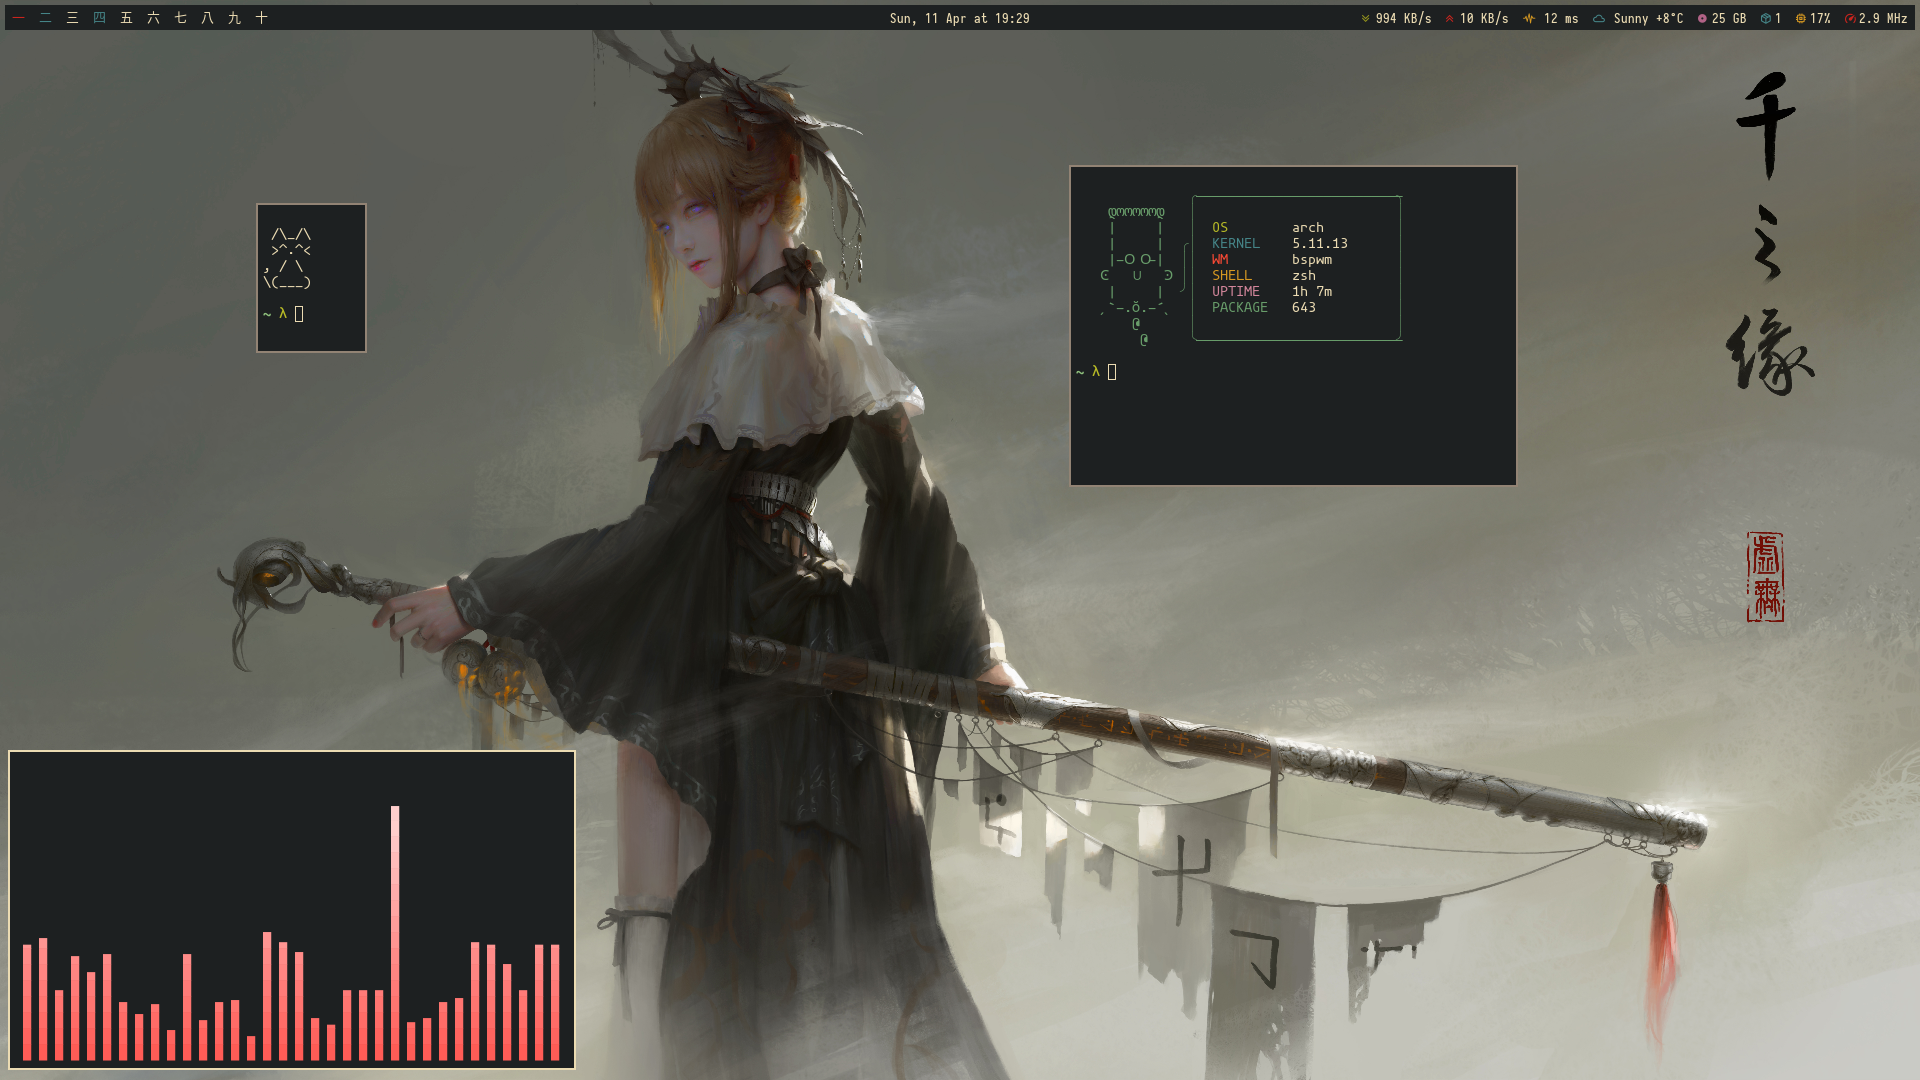 一 二 三 四 五 六 七 八 九 十
Sun, 11 Apr at 19:29
994 KB/s 10 KB/s 12 ms Sunny +8°C 25 GB 1 17% 2.9 MHz
千之缘
虚無
~ λ
OS arch
KERNEL 5.11.13
WM bspwm
SHELL zsh
UPTIME 1h 7m
PACKAGE 643
~ λ